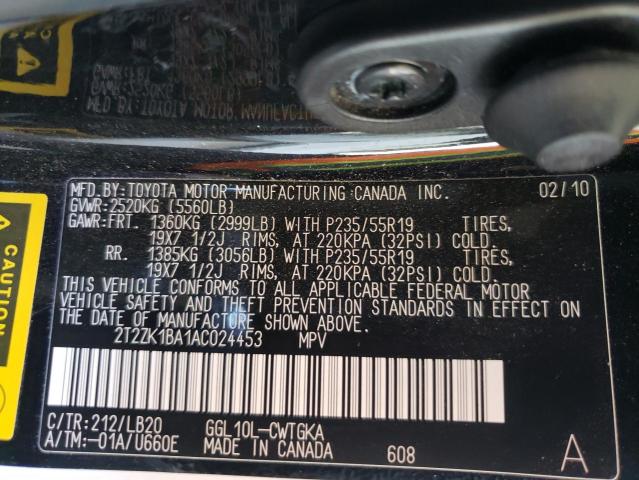 MFD.BY:TOYOTA MOTOR MANUFACTURING CANADA INC. 02/10
GVWR:2520KG (5560LB)
GAWR:FRT. 1360KG (2999LB) WITH P235/55R19 TIRES,
19X7 1/2J RIMS, AT 220KPA (32PSI) COLD.
RR. 1385KG (3056LB) WITH P235/55R19 TIRES,
19X7 1/2J RIMS, AT 220KPA (32PSI) COLD.
THIS VEHICLE CONFORMS TO ALL APPLICABLE FEDERAL MOTOR
VEHICLE SAFETY AND THEFT PREVENTION STANDARDS IN EFFECT ON
THE DATE OF MANUFACTURE SHOWN ABOVE.
2T2ZK1BA1AC024453 MPV
C/TR:212/LB20 GGL10L-CWTGKA
A/TM:-01A/U660E MADE IN CANADA 608 A
CAUTION